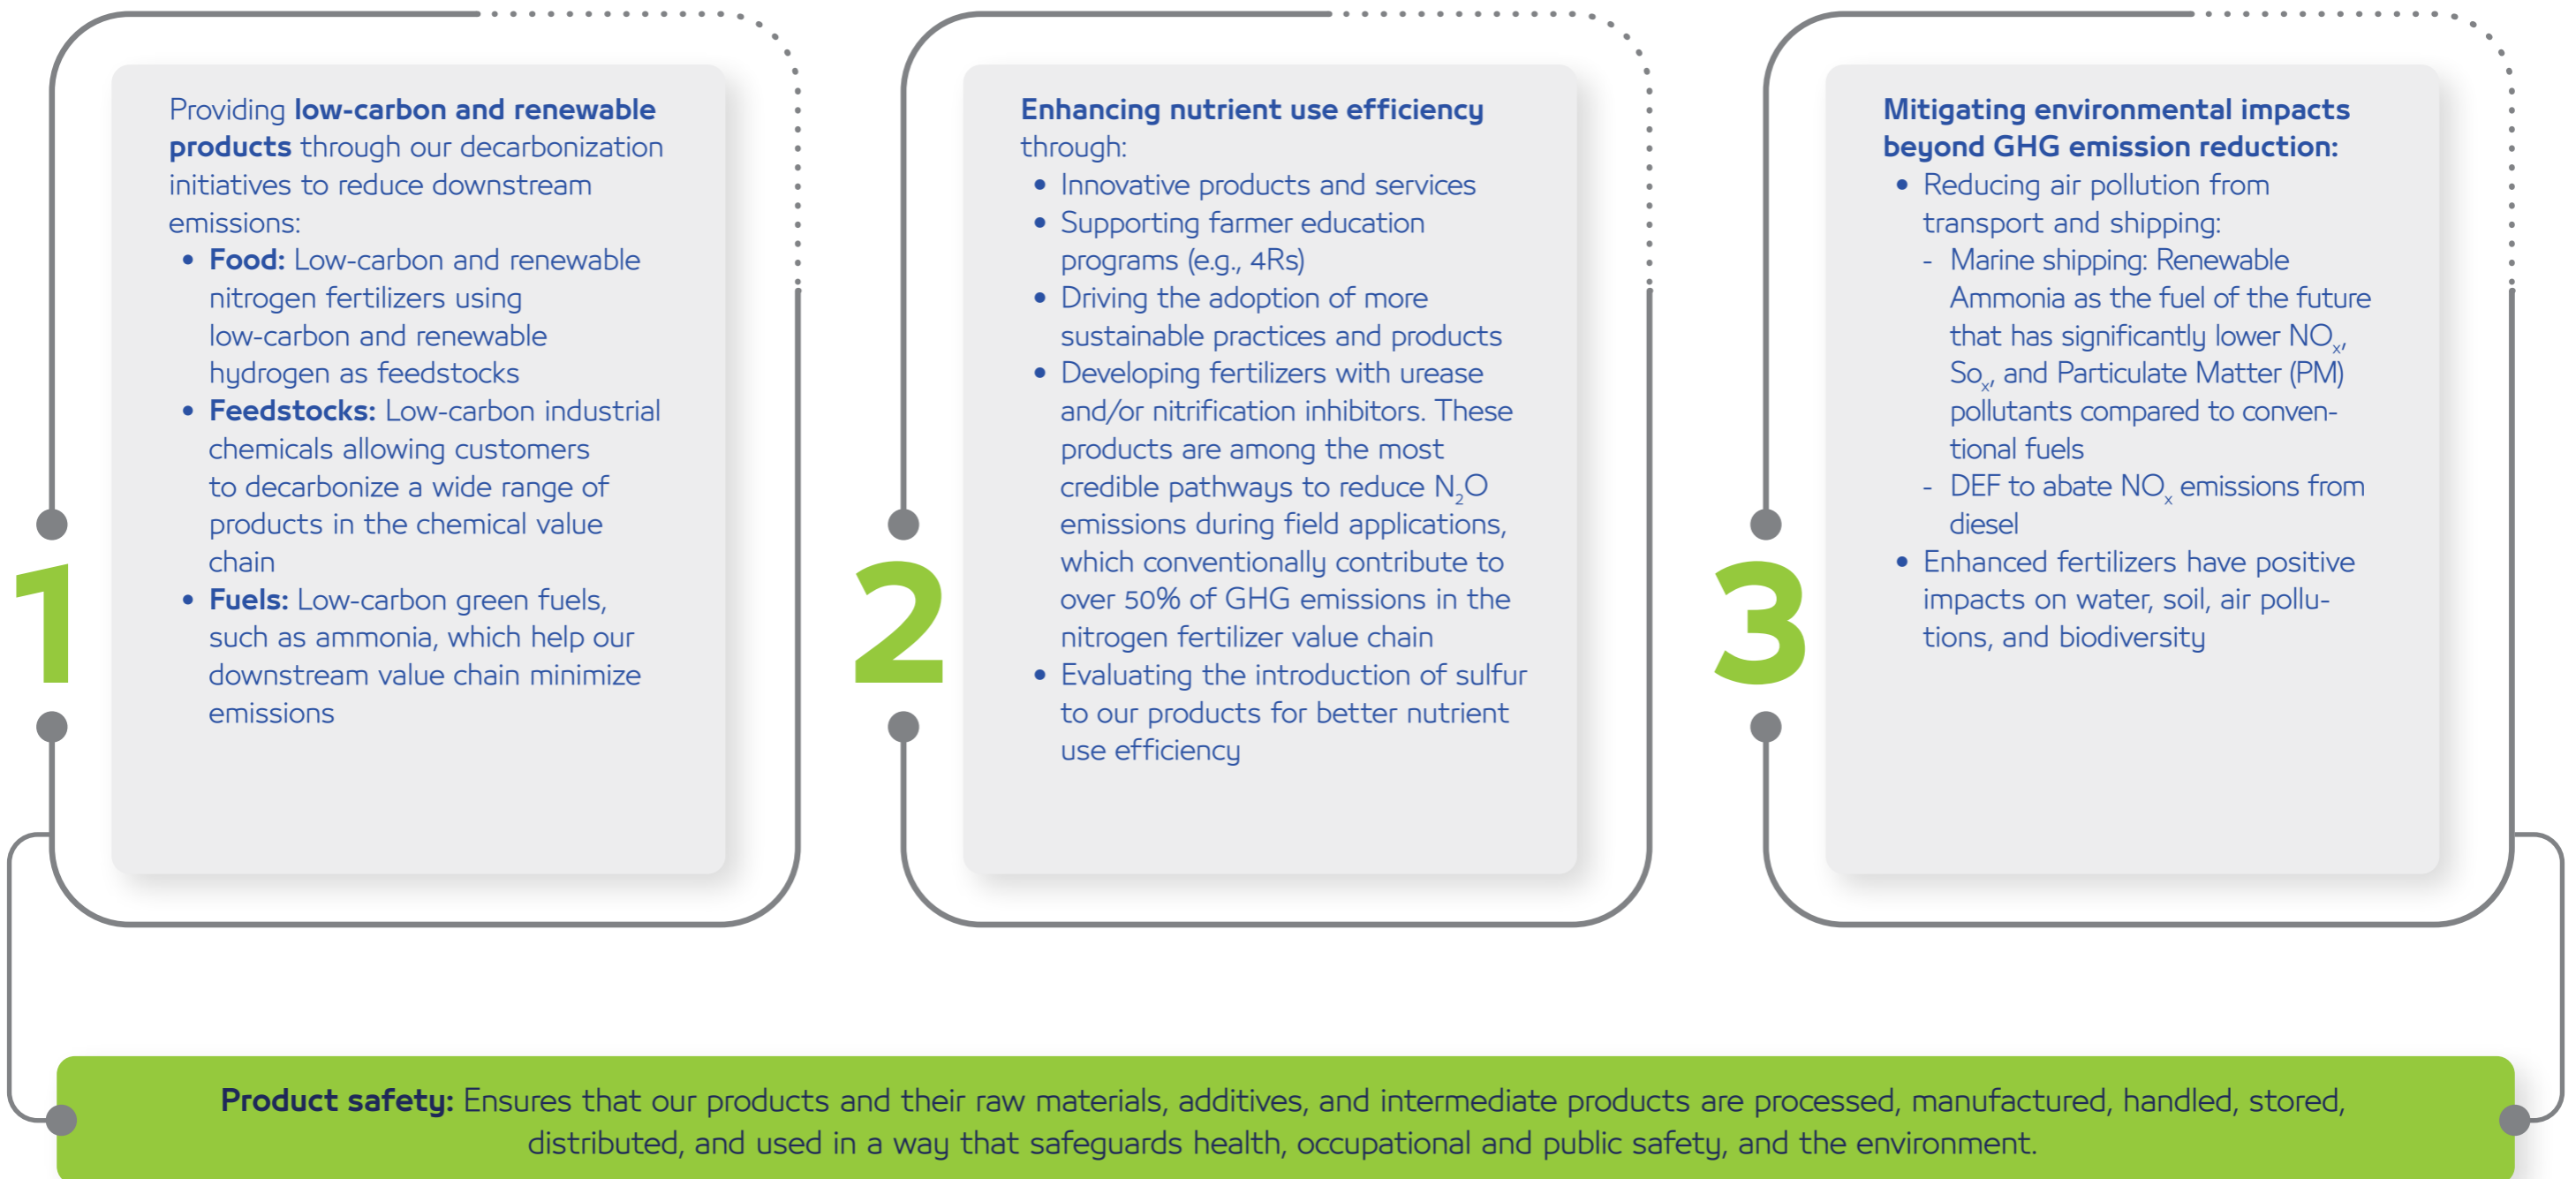 1
Providing low-carbon and renewable
products through our decarbonization
initiatives to reduce downstream
emissions:
• Food: Low-carbon and renewable
nitrogen fertilizers using
low-carbon and renewable
hydrogen as feedstocks
• Feedstocks: Low-carbon industrial
chemicals allowing customers
to decarbonize a wide range of
products in the chemical value
chain
• Fuels: Low-carbon green fuels,
such as ammonia, which help our
downstream value chain minimize
emissions
2
Enhancing nutrient use efficiency
through:
• Innovative products and services
• Supporting farmer education
programs (e.g., 4Rs)
• Driving the adoption of more
sustainable practices and products
• Developing fertilizers with urease
and/or nitrification inhibitors. These
products are among the most
credible pathways to reduce N₂O
emissions during field applications,
which conventionally contribute to
over 50% of GHG emissions in the
nitrogen fertilizer value chain
• Evaluating the introduction of sulfur
to our products for better nutrient
use efficiency
3
Mitigating environmental impacts
beyond GHG emission reduction:
• Reducing air pollution from
transport and shipping:
- Marine shipping: Renewable
Ammonia as the fuel of the future
that has significantly lower NOₓ,
Soₓ, and Particulate Matter (PM)
pollutants compared to conven-
tional fuels
- DEF to abate NOₓ emissions from
diesel
• Enhanced fertilizers have positive
impacts on water, soil, air pollu-
tions, and biodiversity
Product safety: Ensures that our products and their raw materials, additives, and intermediate products are processed, manufactured, handled, stored,
distributed, and used in a way that safeguards health, occupational and public safety, and the environment.